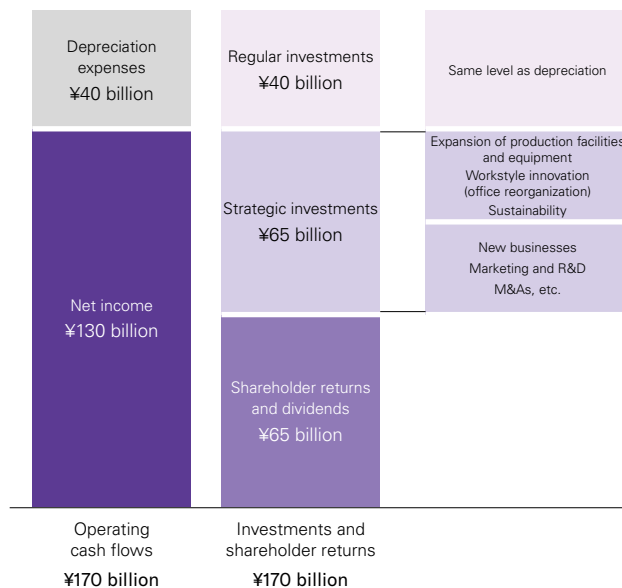 Depreciation
expenses
¥40 billion
Net income
¥130 billion
Operating
cash flows
¥170 billion
Regular investments
¥40 billion
Strategic investments
¥65 billion
Shareholder returns
and dividends
¥65 billion
Investments and
shareholder returns
¥170 billion
Same level as depreciation
Expansion of production facilities
and equipment
Workstyle innovation
(office reorganization)
Sustainability
New businesses
Marketing and R&D
M&As, etc.